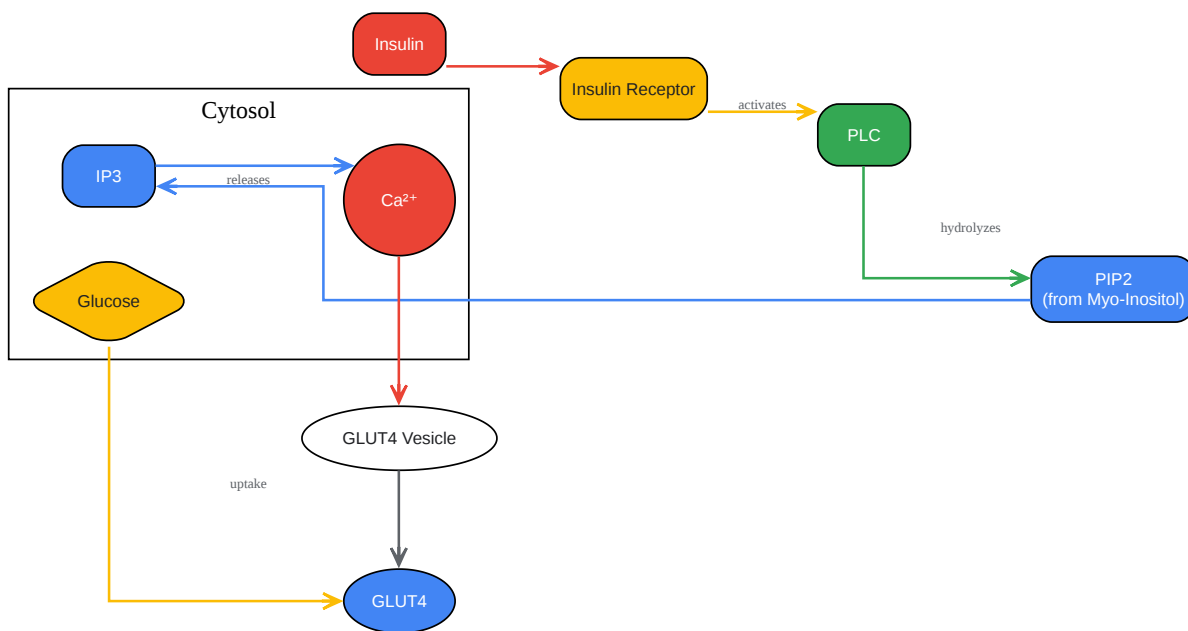 Insulin
Insulin Receptor
activates
PLC
Cytosol
IP3
releases
Ca²⁺
hydrolyzes
PIP2
(from Myo-Inositol)
Glucose
GLUT4 Vesicle
uptake
GLUT4